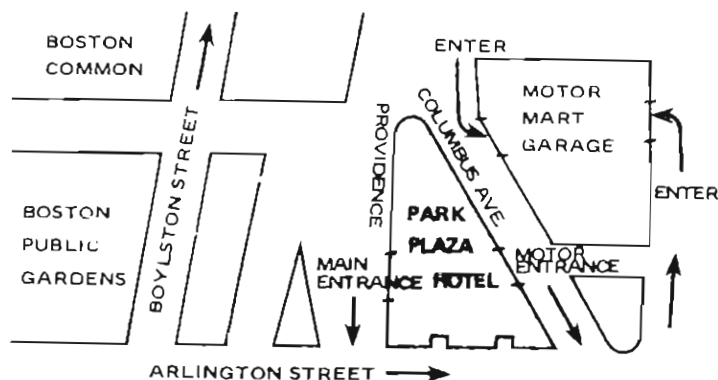 BOSTON
COMMON
BOYLSTON STREET
BOSTON
PUBLIC
GARDENS
ENTER
MOTOR
MART
GARAGE
COLUMBUS AVE.
PROVIDENCE
ENTER
PARK
PLAZA
HOTEL
MAIN
ENTRANCE
MOTOR
ENTRANCE
ARLINGTON STREET